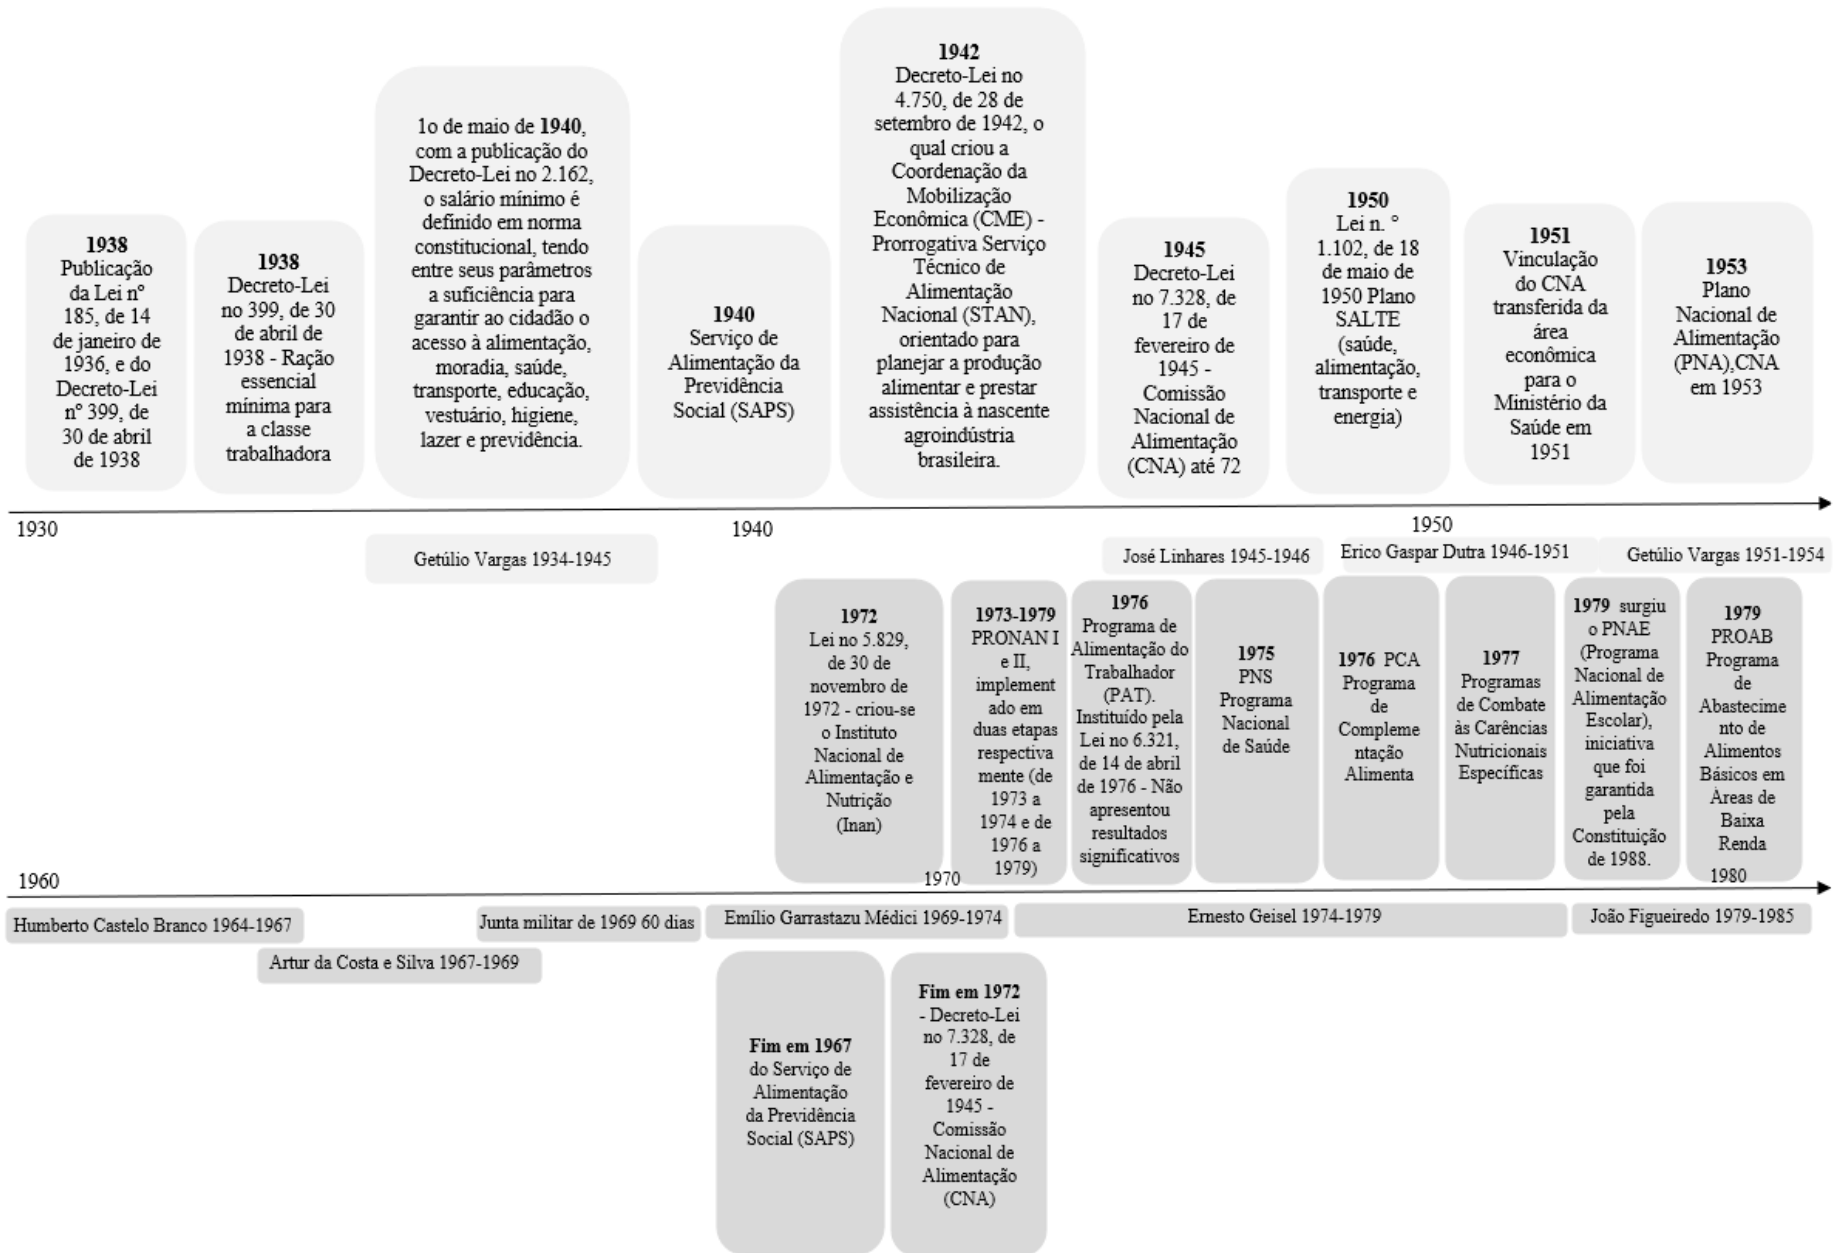 1938
Publicação
da Lei nº
185, de 14
de janeiro de
1936, e do
Decreto-Lei
nº 399, de
30 de abril
de 1938
1938
Decreto-Lei
no 399, de 30
de abril de
1938 - Ração
essencial
mínima para
a classe
trabalhadora
1o de maio de 1940,
com a publicação do
Decreto-Lei no 2.162,
o salário mínimo é
definido em norma
constitucional, tendo
entre seus parâmetros
a suficiência para
garantir ao cidadão o
acesso à alimentação,
moradia, saúde,
transporte, educação,
vestuário, higiene,
lazer e previdência.
1940
Serviço de
Alimentação da
Previdência
Social (SAPS)
1942
Decreto-Lei no
4.750, de 28 de
setembro de 1942, o
qual criou a
Coordenação da
Mobilização
Econômica (CME) -
Prorrogativa Serviço
Técnico de
Alimentação
Nacional (STAN),
orientado para
planejar a produção
alimentar e prestar
assistência à nascente
agroindústria
brasileira.
1945
Decreto-Lei
no 7.328, de
17 de
fevereiro de
1945 -
Comissão
Nacional de
Alimentação
(CNA) até 72
1950
Lei n. °
1.102, de 18
de maio de
1950 Plano
SALTE
(saúde,
alimentação,
transporte e
energia)
1951
Vinculação
do CNA
transferida da
área
econômica
para o
Ministério da
Saúde em
1951
1953
Plano
Nacional de
Alimentação
(PNA),CNA
em 1953
1930
1940
1950
Getúlio Vargas 1934-1945
José Linhares 1945-1946
Erico Gaspar Dutra 1946-1951
Getúlio Vargas 1951-1954
1972
Lei no 5.829,
de 30 de
novembro de
1972 - criou-se
o Instituto
Nacional de
Alimentação e
Nutrição
(Inan)
1973-1979
PRONAN I
e II,
implement
ado em
duas etapas
respectiva
mente (de
1973 a
1974 e de
1976 a
1979)
1976
Programa de
Alimentação do
Trabalhador
(PAT).
Instituído pela
Lei no 6.321,
de 14 de abril
de 1976 - Não
apresentou
resultados
significativos
1975
PNS
Programa
Nacional
de Saúde
1976 PCA
Programa
de
Compleme
ntação
Alimenta
1977
Programas
de Combate
às Carências
Nutricionais
Específicas
1979 surgiu
o PNAE
(Programa
Nacional de
Alimentação
Escolar),
iniciativa
que foi
garantida
pela
Constituição
de 1988.
1979
PROAB
Programa
de
Abastecime
nto de
Alimentos
Básicos em
Áreas de
Baixa
Renda
1960
1970
1980
Humberto Castelo Branco 1964-1967
Artur da Costa e Silva 1967-1969
Junta militar de 1969 60 dias
Emílio Garrastazu Médici 1969-1974
Ernesto Geisel 1974-1979
João Figueiredo 1979-1985
Fim em 1967
do Serviço de
Alimentação
da Previdência
Social (SAPS)
Fim em 1972
- Decreto-Lei
no 7.328, de
17 de
fevereiro de
1945 -
Comissão
Nacional de
Alimentação
(CNA)